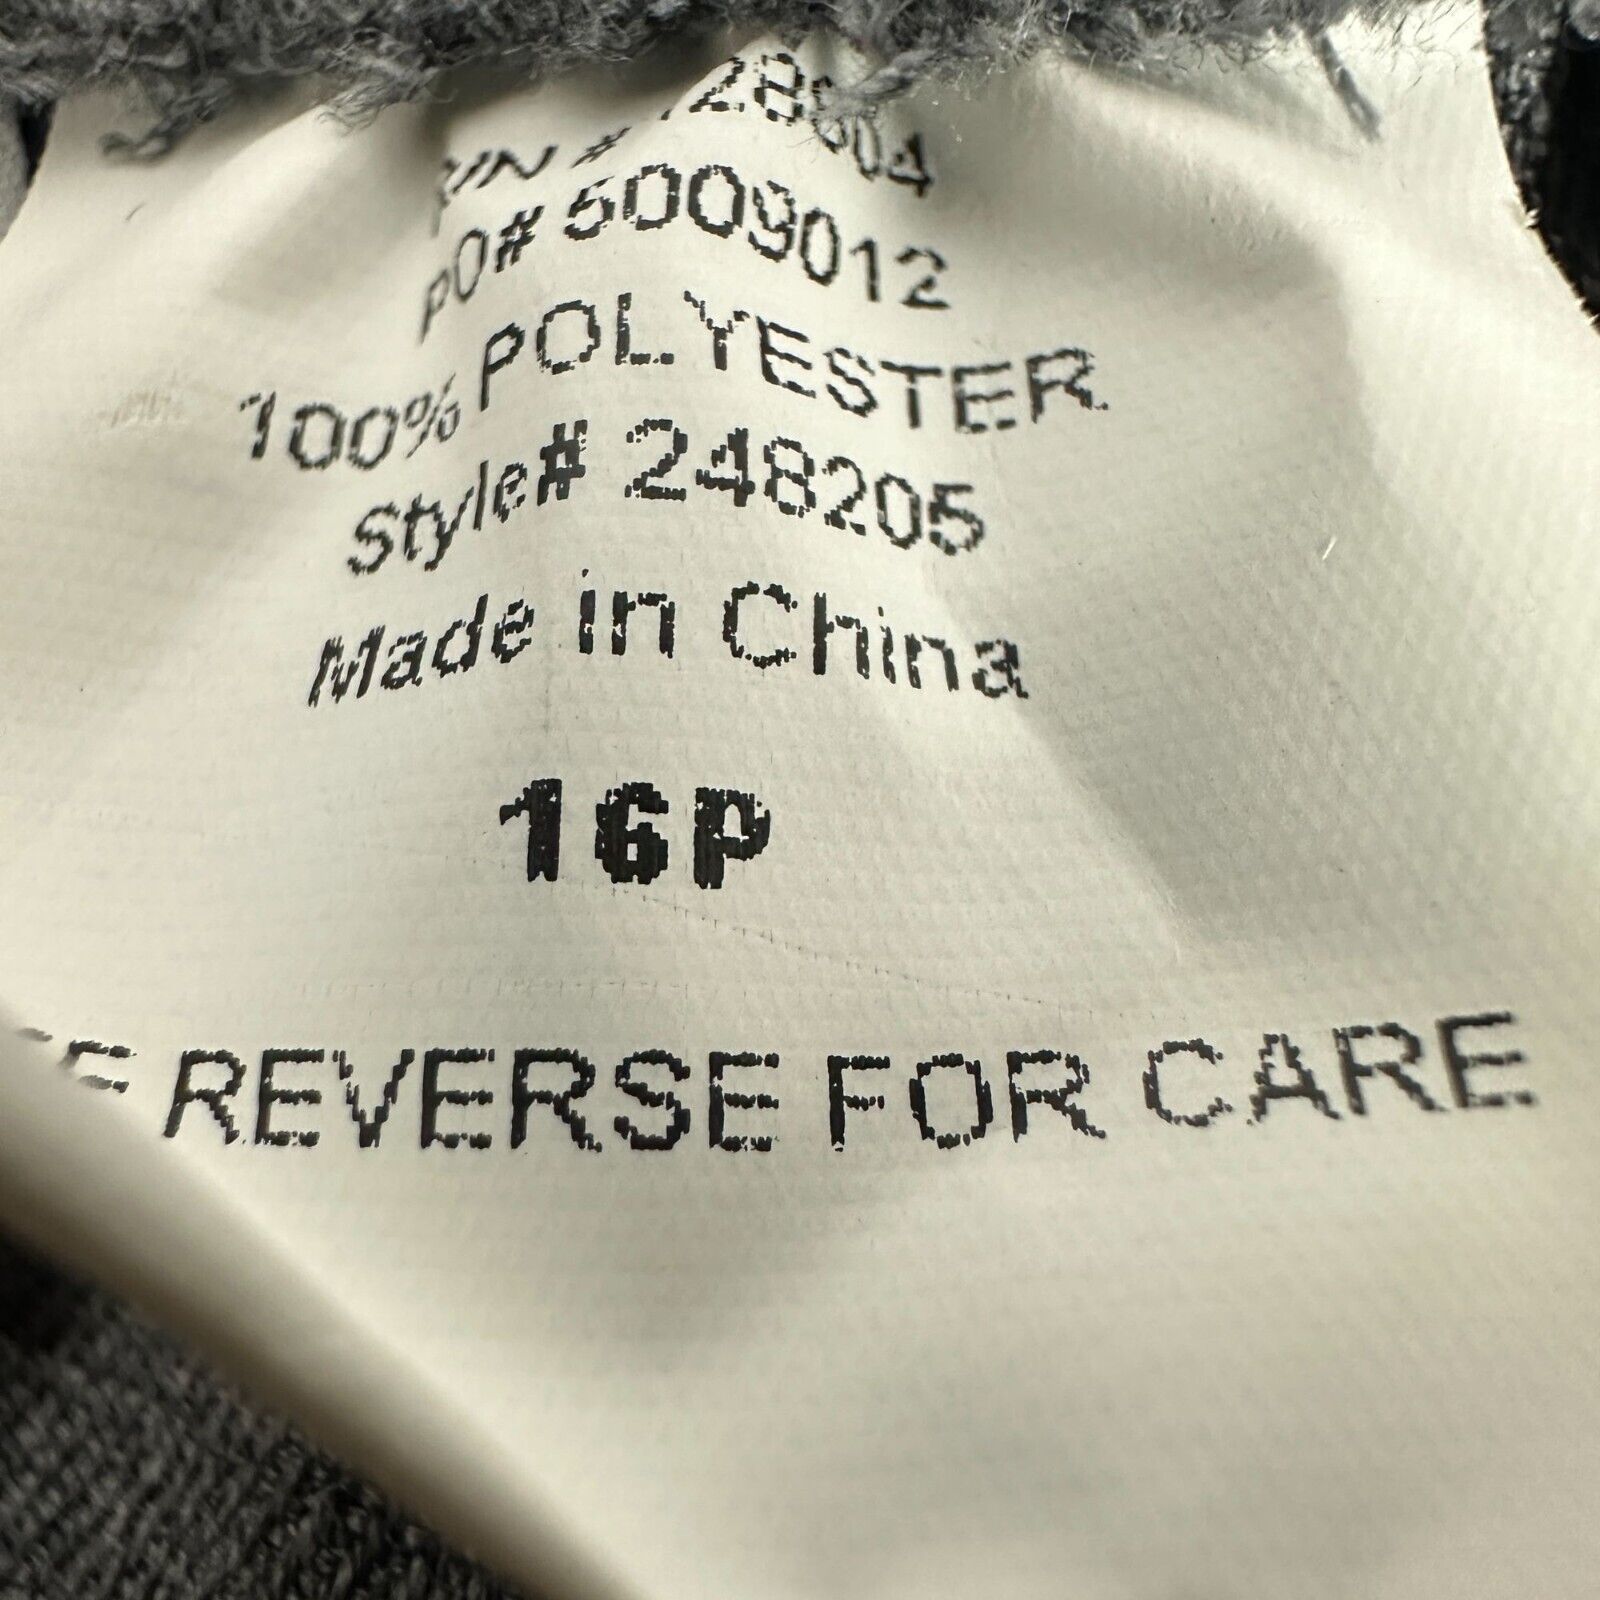 PO# 5009012
100% POLYESTER
Style# 248205
Made in China
16P
REVERSE FOR CARE